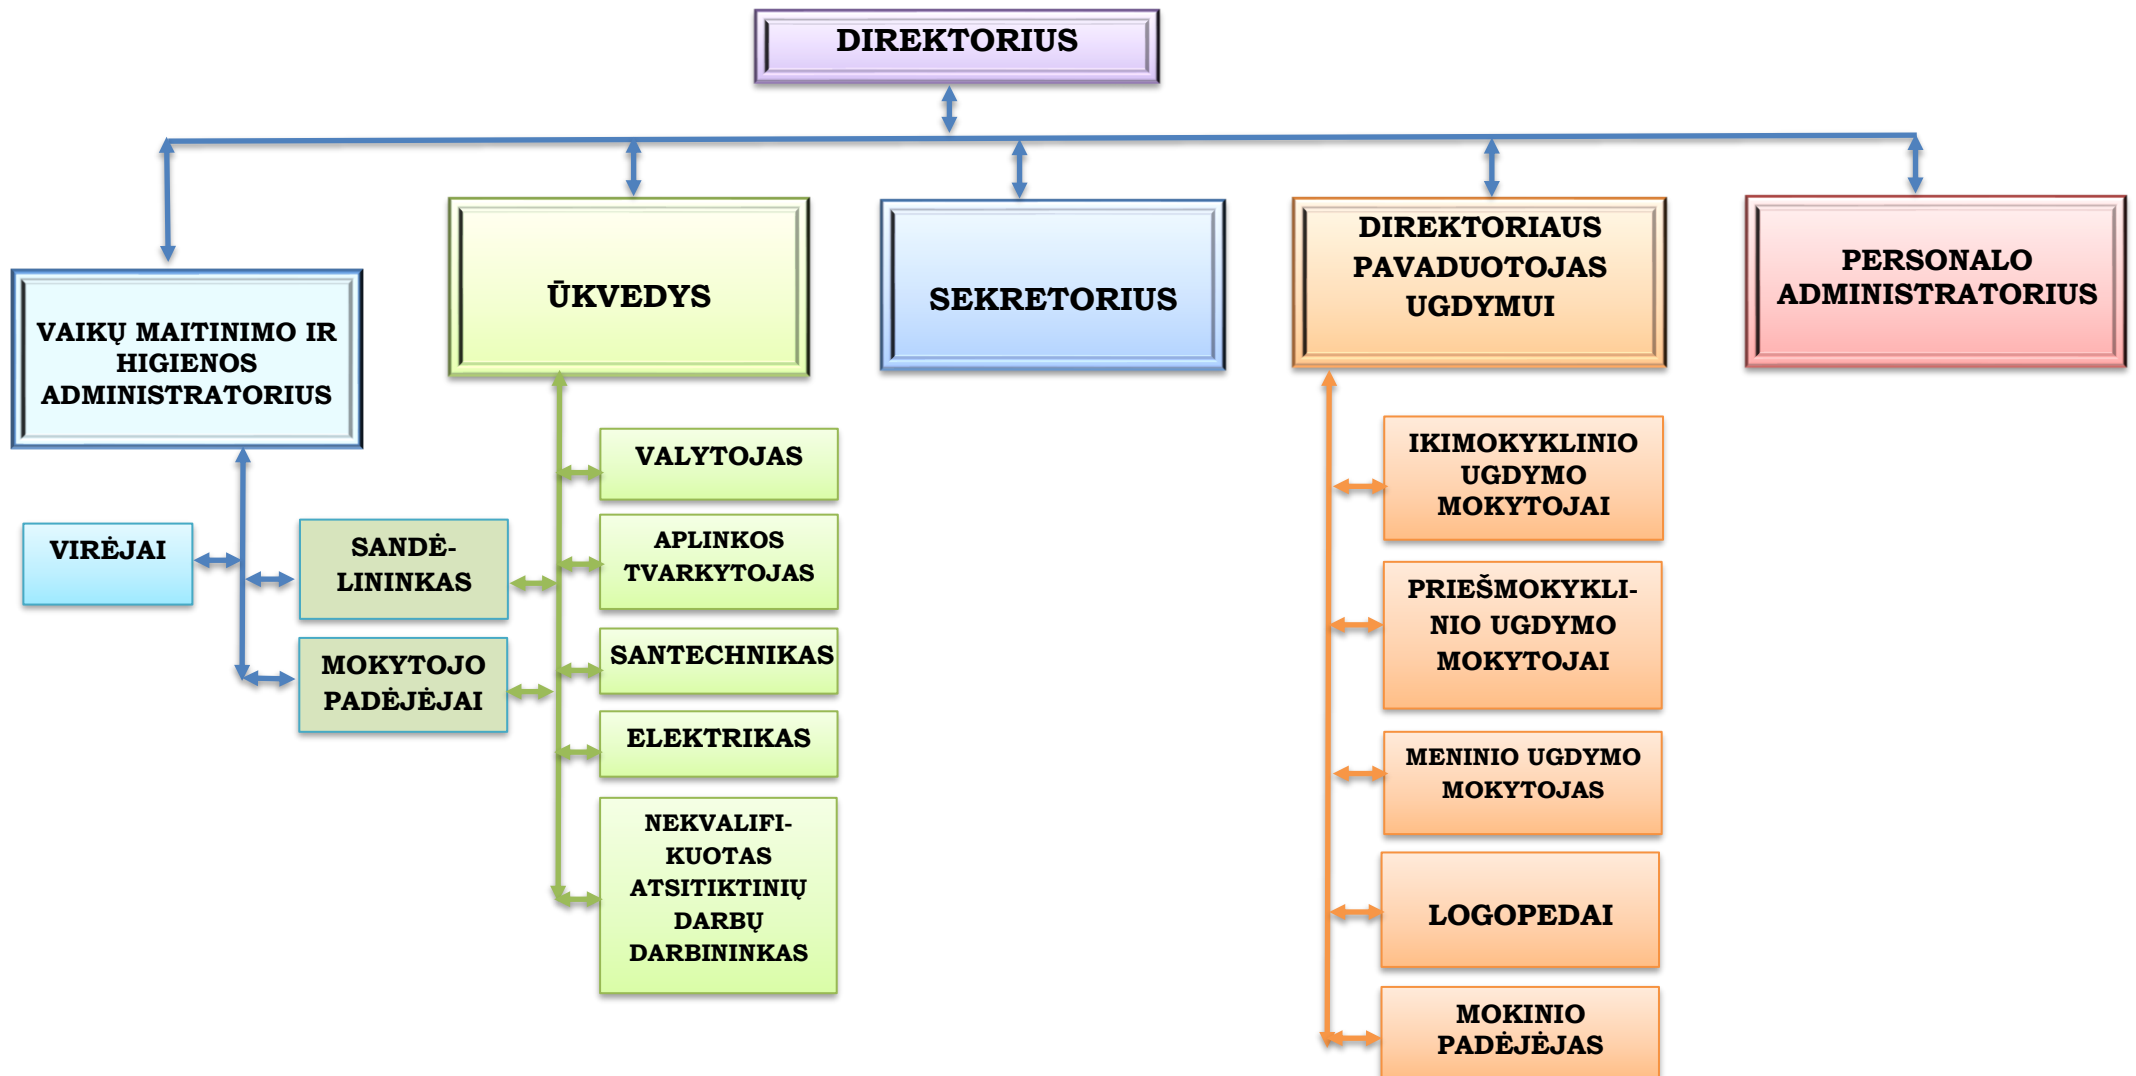 DIREKTORIUS
VAIKŲ MAITINIMO IR
HIGIENOS
ADMINISTRATORIUS
ŪKVEDYS
SEKRETORIUS
DIREKTORIAUS
PAVADUOTOJAS
UGDYMUI
PERSONALO
ADMINISTRATORIUS
VIRĖJAI
SANDĖ-
LININKAS
MOKYTOJO
PADĖJĖJAI
VALYTOJAS
APLINKOS
TVARKYTOJAS
SANTECHNIKAS
ELEKTRIKAS
NEKVALIFI-
KUOTAS
ATSITIKTINIŲ
DARBŲ
DARBININKAS
IKIMOKYKLINIO
UGDYMO
MOKYTOJAI
PRIEŠMOKYKLI-
NIO UGDYMO
MOKYTOJAI
MENINIO UGDYMO
MOKYTOJAS
LOGOPEDAI
MOKINIO
PADĖJĖJAS